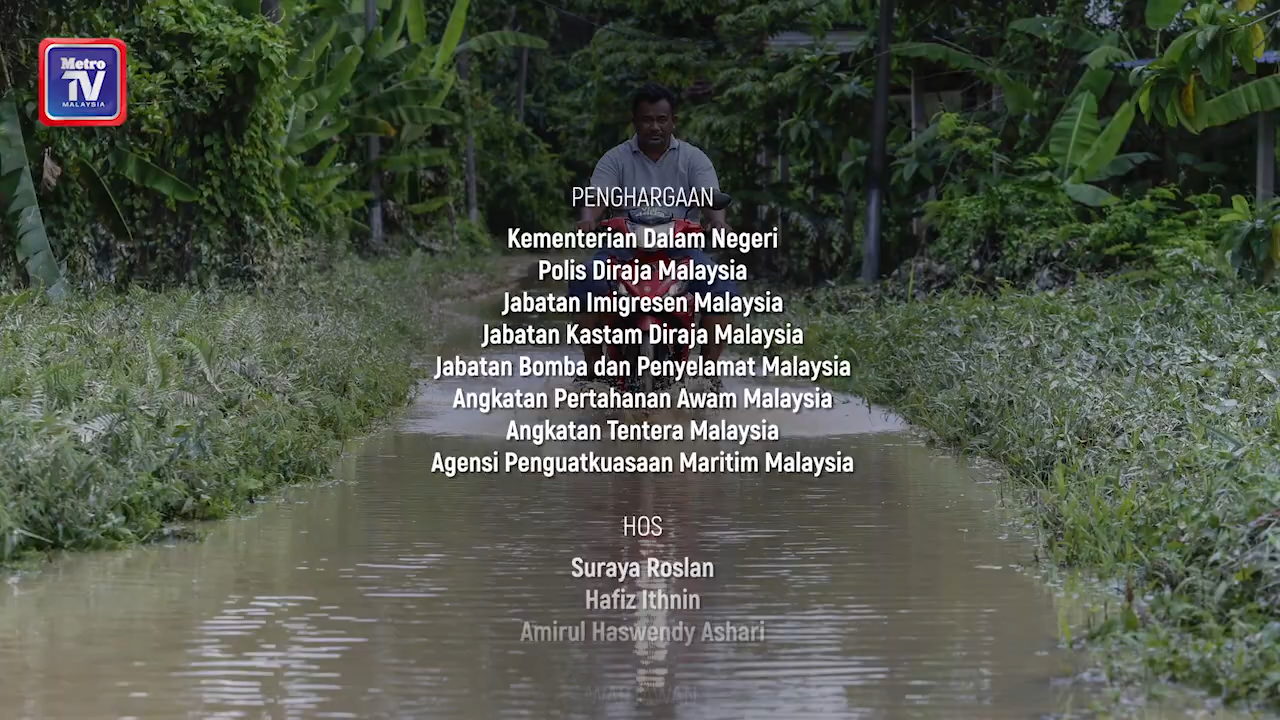 Metro
TV
MALAYSIA
PENGHARGAAN
Kementerian Dalam Negeri
Polis Diraja Malaysia
Jabatan Imigresen Malaysia
Jabatan Kastam Diraja Malaysia
Jabatan Bomba dan Penyelamat Malaysia
Angkatan Pertahanan Awam Malaysia
Angkatan Tentera Malaysia
Agensi Penguatkuasaan Maritim Malaysia
HOS
Suraya Roslan
Hafiz Ithnin
Amirul Haswendy Ashari